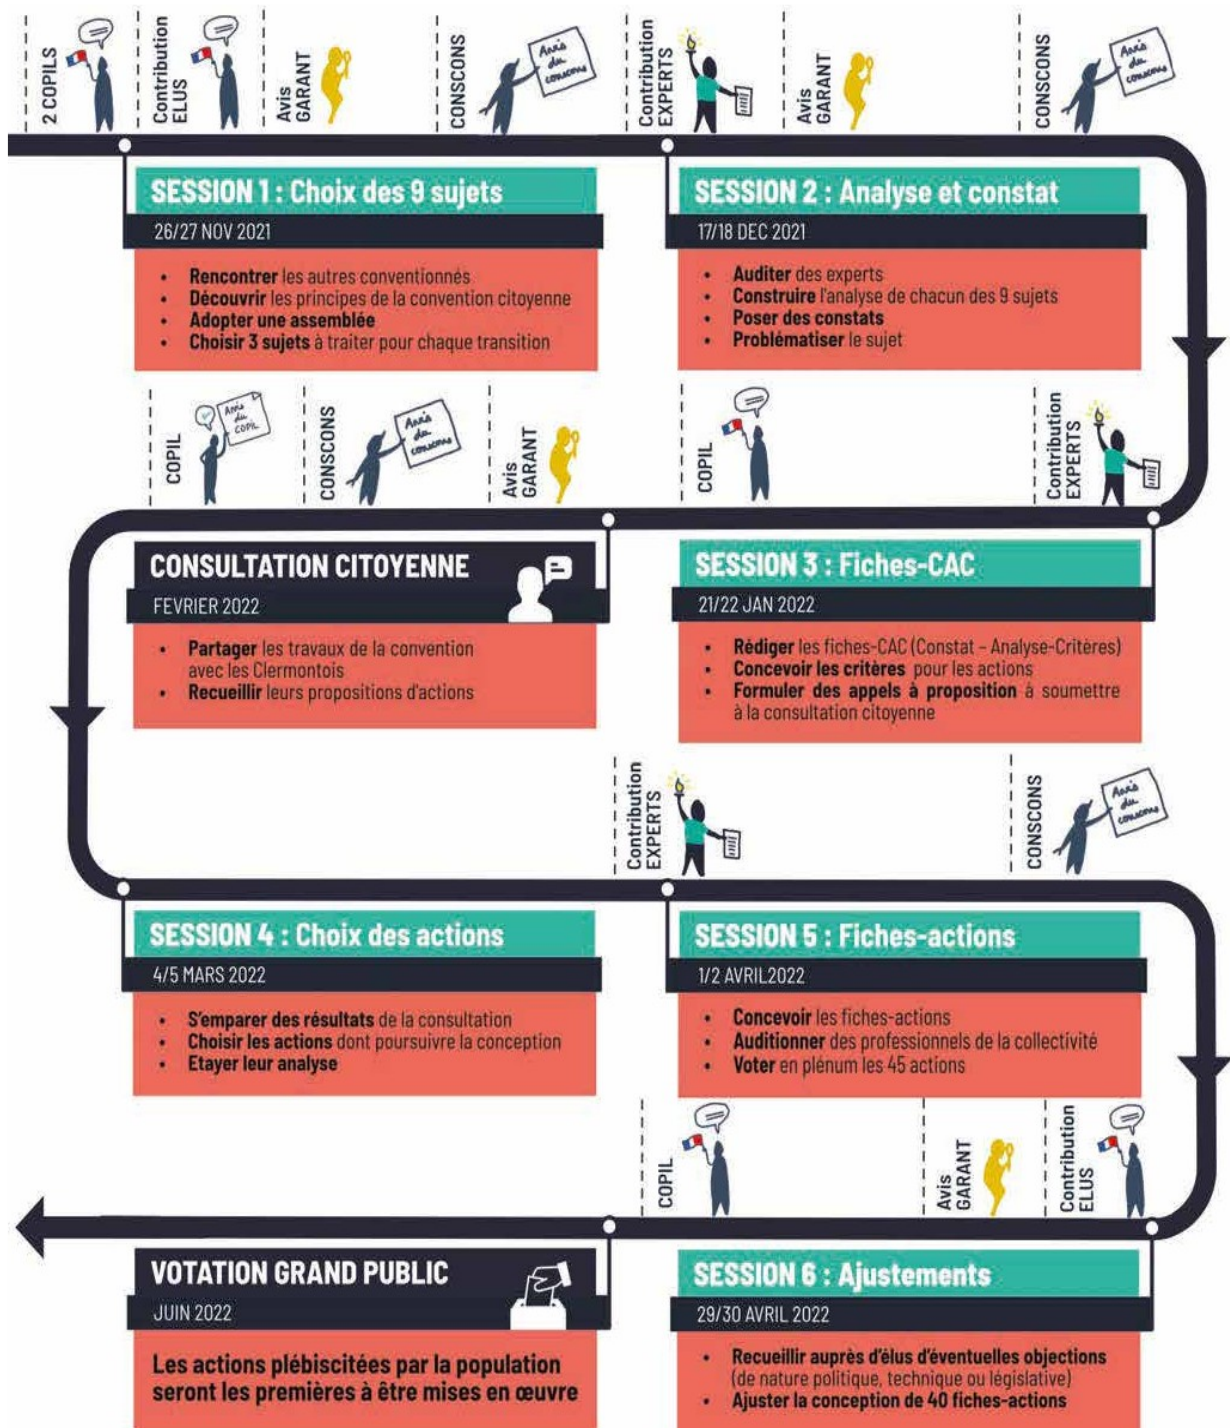 2 COPILS
Contribution
ELUS
Avis
GARANT
CONSCONS
Avis
du
conscons
Contribution
EXPERTS
Avis
GARANT
CONSCONS
Avis
du
conscons
SESSION 1 : Choix des 9 sujets
26/27 NOV 2021
• Rencontrer les autres conventionnés
• Découvrir les principes de la convention citoyenne
• Adopter une assemblée
• Choisir 3 sujets à traiter pour chaque transition
SESSION 2 : Analyse et constat
17/18 DEC 2021
• Auditer des experts
• Construire l'analyse de chacun des 9 sujets
• Poser des constats
• Problématiser le sujet
Contribution
EXPERTS
COPIL
Avis
GARANT
CONSCONS
Avis
du
conscons
COPIL
Avis
du
COPIL
SESSION 3 : Fiches-CAC
21/22 JAN 2022
• Rédiger les fiches-CAC (Constat – Analyse-Critères)
• Concevoir les critères pour les actions
• Formuler des appels à proposition à soumettre
à la consultation citoyenne
CONSULTATION CITOYENNE
FEVRIER 2022
• Partager les travaux de la convention
avec les Clermontois
• Recueillir leurs propositions d'actions
Contribution
EXPERTS
CONSCONS
Avis
du
conscons
SESSION 4 : Choix des actions
4/5 MARS 2022
• S'emparer des résultats de la consultation
• Choisir les actions dont poursuivre la conception
• Etayer leur analyse
SESSION 5 : Fiches-actions
1/2 AVRIL2022
• Concevoir les fiches-actions
• Auditionner des professionnels de la collectivité
• Voter en plénum les 45 actions
Contribution
ELUS
Avis
GARANT
COPIL
SESSION 6 : Ajustements
29/30 AVRIL 2022
• Recueillir auprès d'élus d'éventuelles objections
(de nature politique, technique ou législative)
• Ajuster la conception de 40 fiches-actions
VOTATION GRAND PUBLIC
JUIN 2022
Les actions plébiscitées par la population
seront les premières à être mises en œuvre